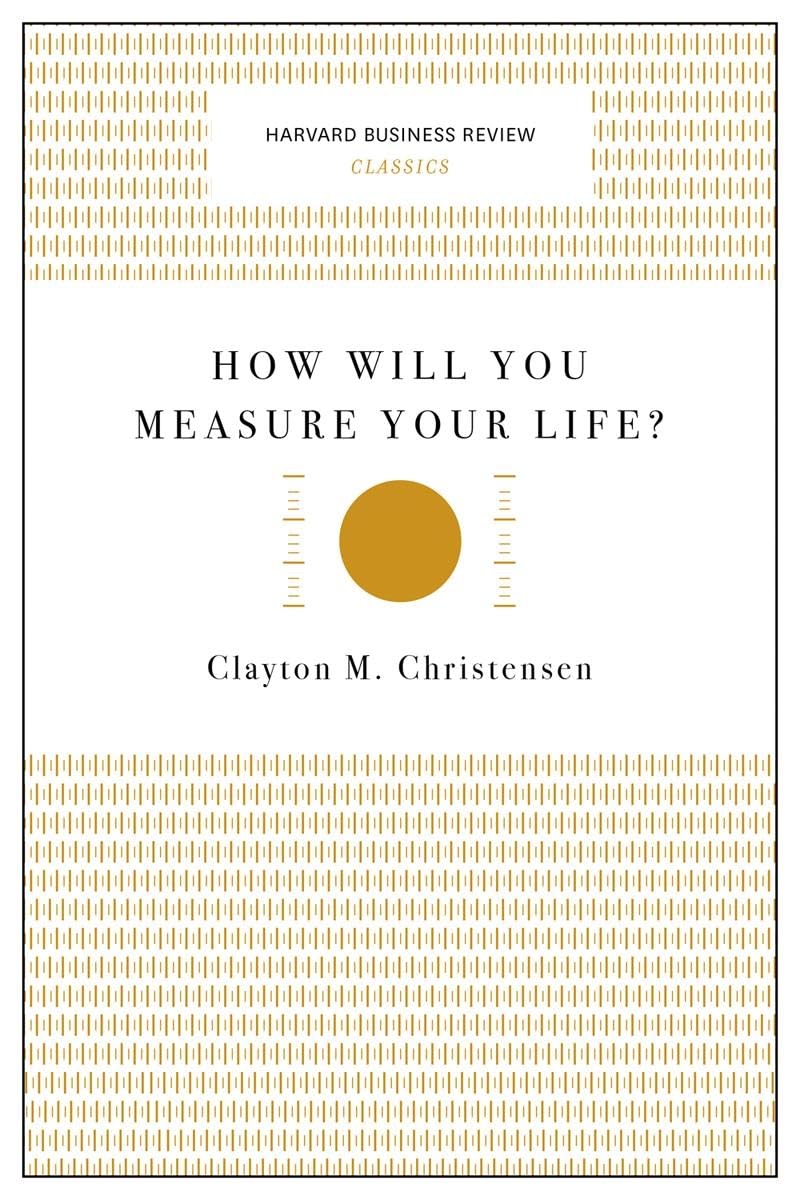 HARVARD BUSINESS REVIEW
CLASSICS
HOW WILL YOU
MEASURE YOUR LIFE?
Clayton M. Christensen